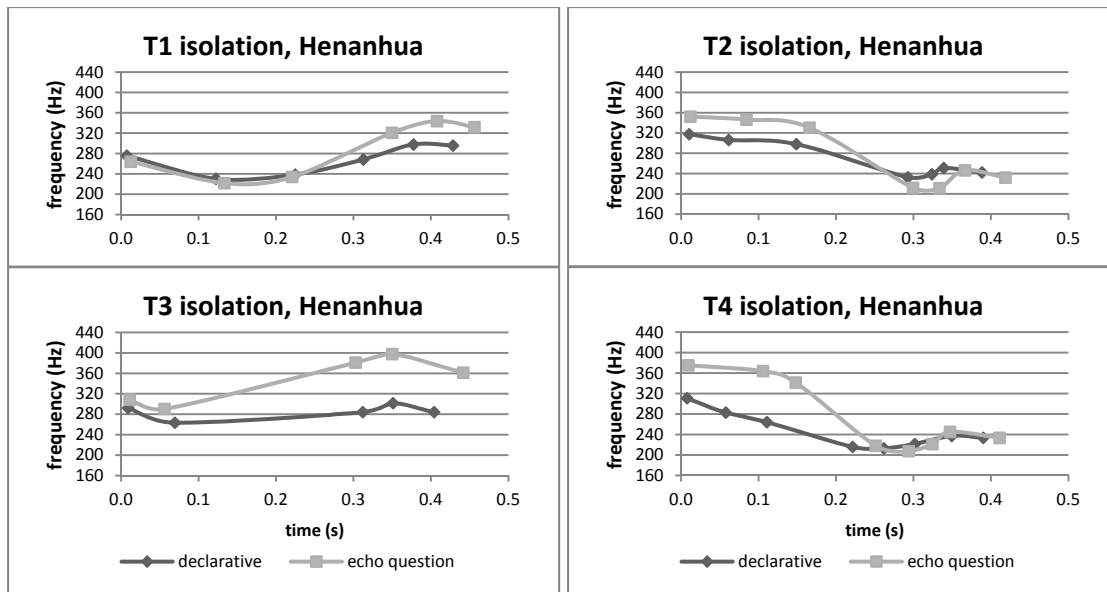 T1 isolation, Henanhua
frequency (Hz)
440
400
360
320
280
240
200
160
0.0 0.1 0.2 0.3 0.4 0.5
T2 isolation, Henanhua
frequency (Hz)
440
400
360
320
280
240
200
160
0.0 0.1 0.2 0.3 0.4 0.5
T3 isolation, Henanhua
frequency (Hz)
440
400
360
320
280
240
200
160
0.0 0.1 0.2 0.3 0.4 0.5
time (s)
declarative echo question
T4 isolation, Henanhua
frequency (Hz)
440
400
360
320
280
240
200
160
0.0 0.1 0.2 0.3 0.4 0.5
time (s)
declarative echo question